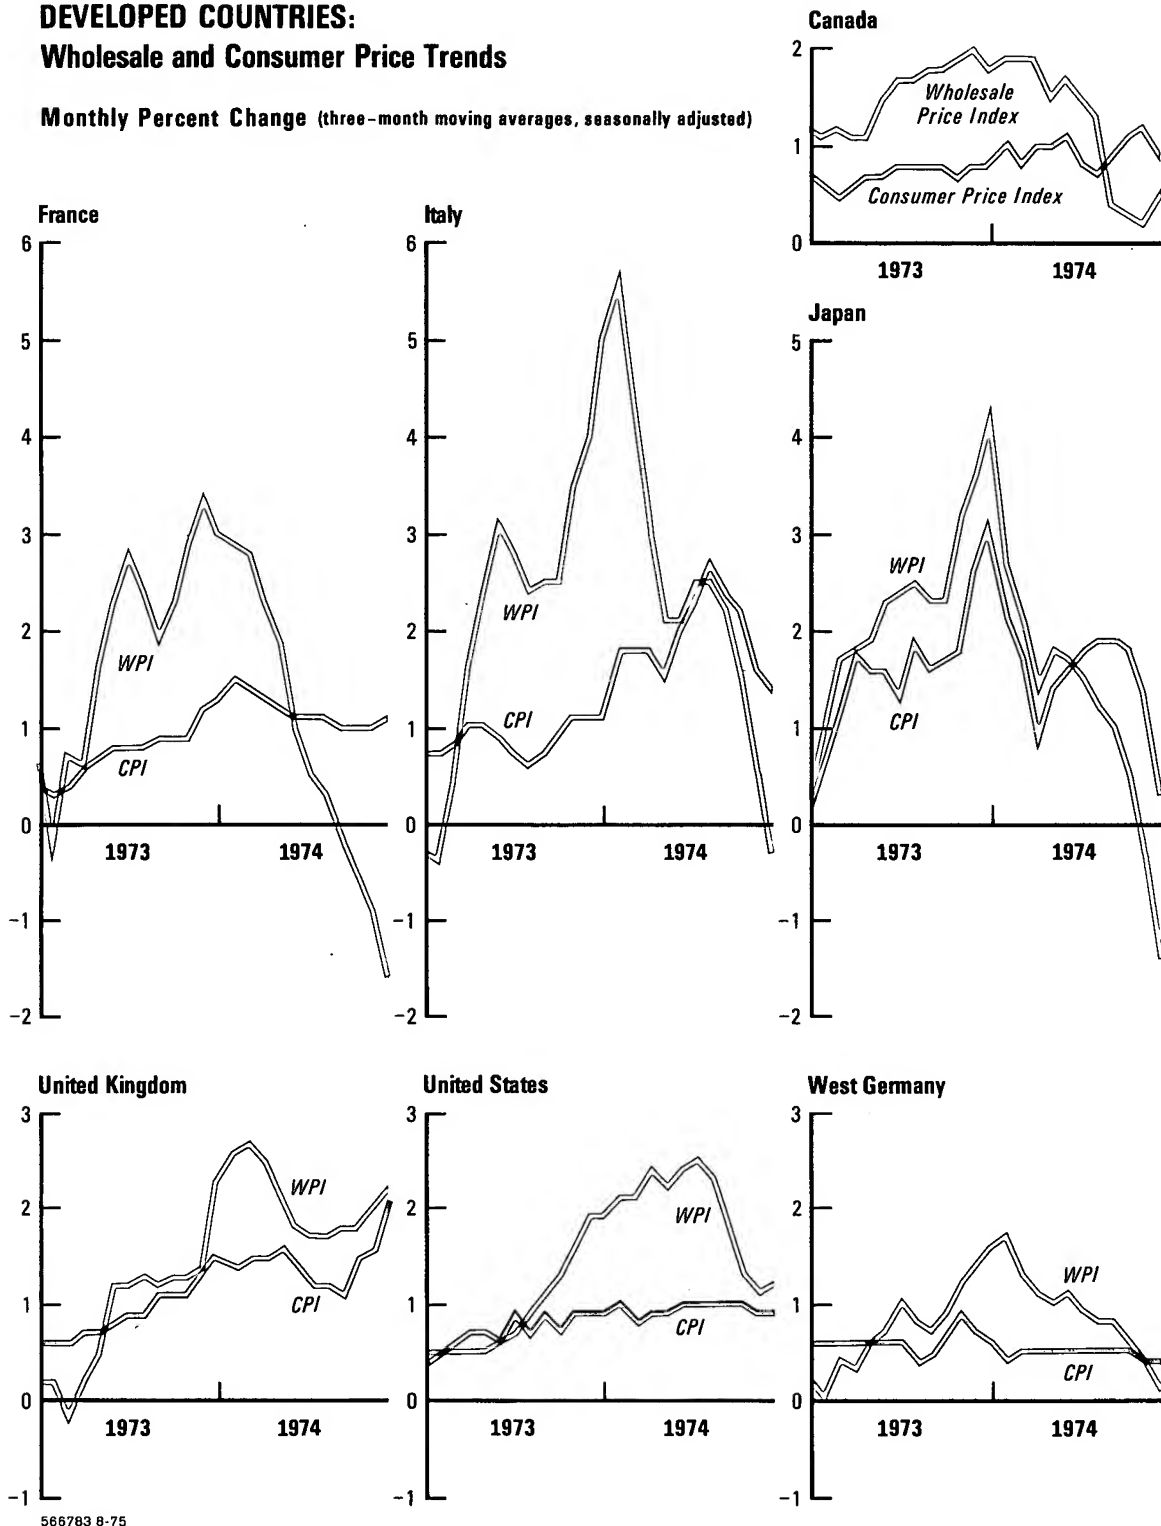 DEVELOPED COUNTRIES:
Wholesale and Consumer Price Trends
Monthly Percent Change (three-month moving averages, seasonally adjusted)
Canada
2
1
0
Wholesale
Price Index
Consumer Price Index
1973
1974
France
6
5
4
3
2
1
0
-1
-2
WPI
CPI
1973
1974
Italy
6
5
4
3
2
1
0
-1
-2
WPI
CPI
1973
1974
Japan
5
4
3
2
1
0
-1
-2
WPI
CPI
1973
1974
United Kingdom
3
2
1
0
-1
WPI
CPI
1973
1974
United States
3
2
1
0
-1
WPI
CPI
1973
1974
West Germany
3
2
1
0
-1
WPI
CPI
1973
1974
566783 8-75